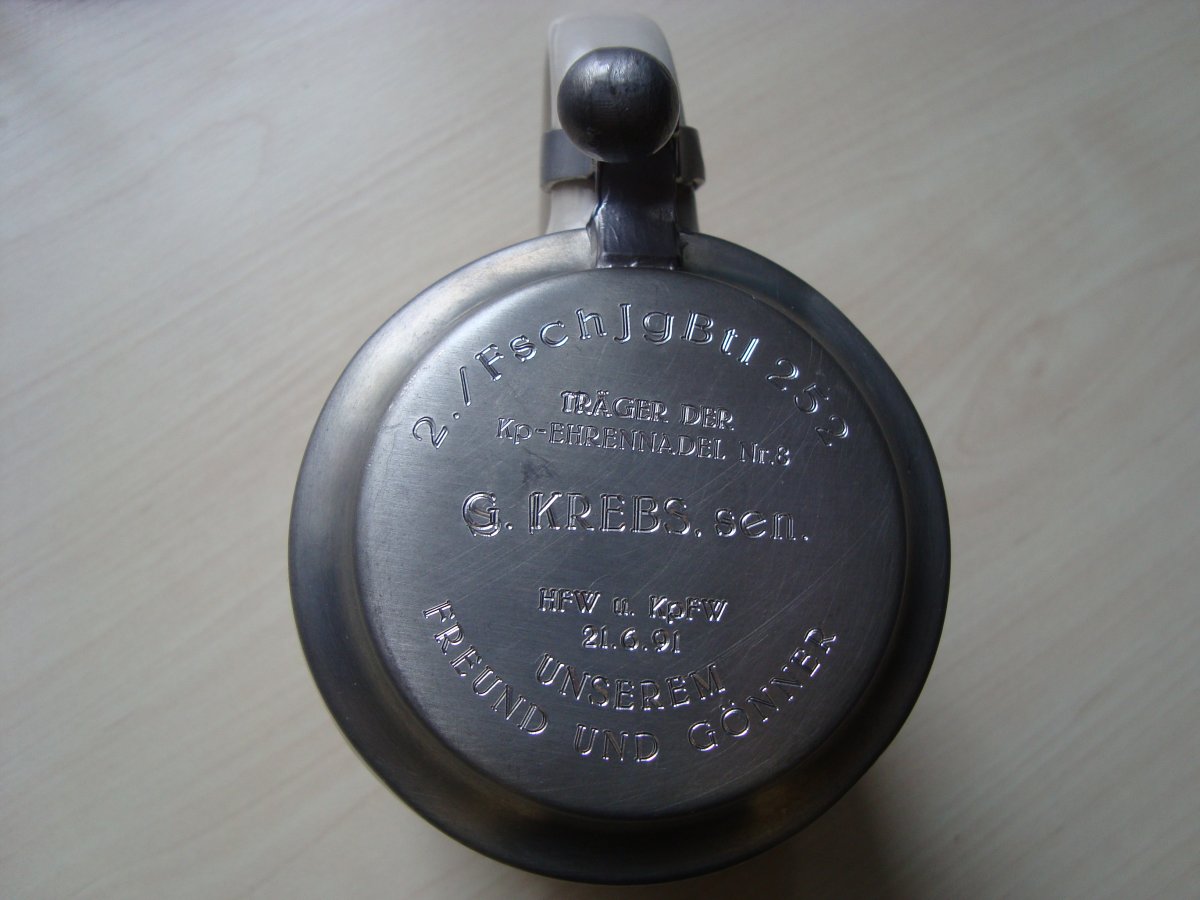 2./FschJgBtl 252
TRÄGER DER
Kp-EHRENNADEL Nr.8
G. KREBS, sen.
HFW u. KpFW
21.6.91
UNSEREM
FREUND UND GÖNNER